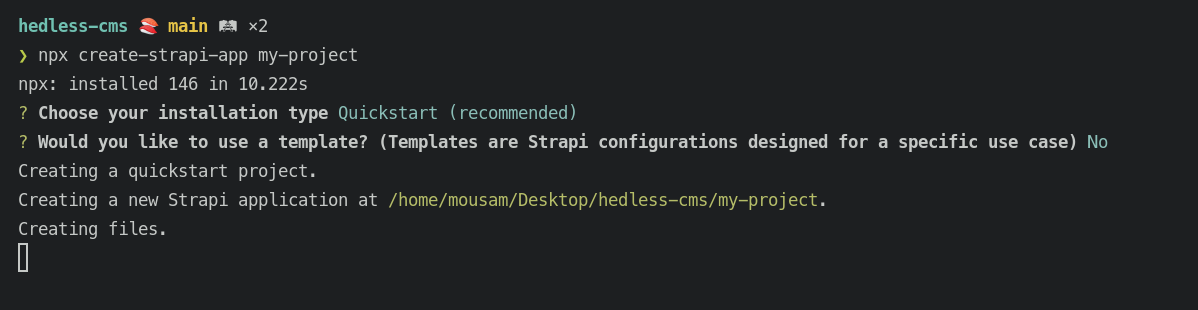 hedless-cms 🍣 main 🛤 ×2
❯ npx create-strapi-app my-project
npx: installed 146 in 10.222s
? Choose your installation type Quickstart (recommended)
? Would you like to use a template? (Templates are Strapi configurations designed for a specific use case) No
Creating a quickstart project.
Creating a new Strapi application at /home/mousam/Desktop/hedless-cms/my-project.
Creating files.